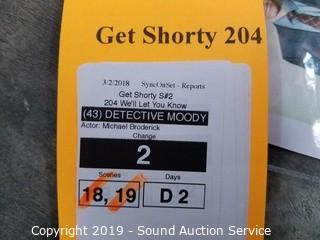 Get Shorty 204
3/2/2018 SyncOnSet - Reports
Get Shorty S#2
204 We'll Let You Know
(43) DETECTIVE MOODY
Actor: Michael Broderick
Change
2
Scenes Days
18, 19 D 2
Copyright 2019 - Sound Auction Service